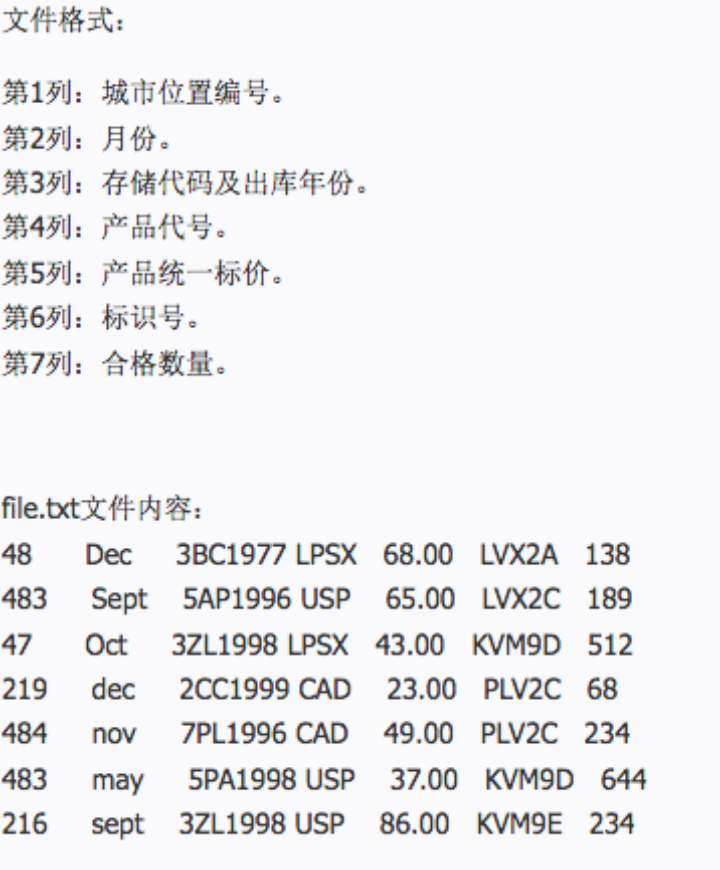 文件格式：
第1列：城市位置编号。
第2列：月份。
第3列：存储代码及出库年份。
第4列：产品代号。
第5列：产品统一标价。
第6列：标识号。
第7列：合格数量。
file.txt文件内容：
48 Dec 3BC1977 LPSX 68.00 LVX2A 138
483 Sept 5AP1996 USP 65.00 LVX2C 189
47 Oct 3ZL1998 LPSX 43.00 KVM9D 512
219 dec 2CC1999 CAD 23.00 PLV2C 68
484 nov 7PL1996 CAD 49.00 PLV2C 234
483 may 5PA1998 USP 37.00 KVM9D 644
216 sept 3ZL1998 USP 86.00 KVM9E 234